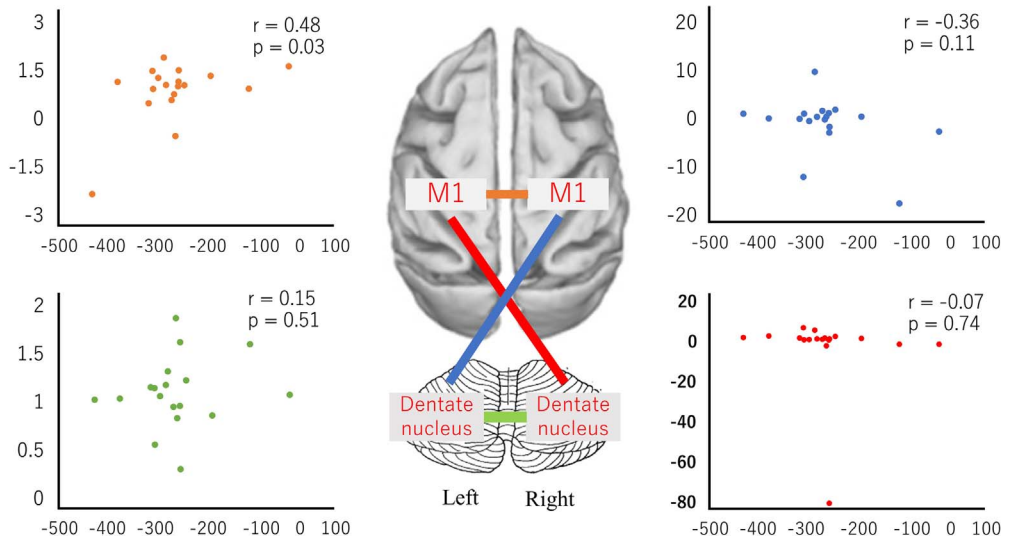 3
1.5
0
-1.5
-3
-500 -400 -300 -200 -100 0 100
r = 0.48
p = 0.03
20
10
0
-10
-20
-500 -400 -300 -200 -100 0 100
r = -0.36
p = 0.11
M1 M1
2
1.5
1
0.5
0
-500 -400 -300 -200 -100 0 100
r = 0.15
p = 0.51
Dentate Dentate
nucleus nucleus
Left Right
20
0
-20
-40
-60
-80
-500 -400 -300 -200 -100 0 100
r = -0.07
p = 0.74